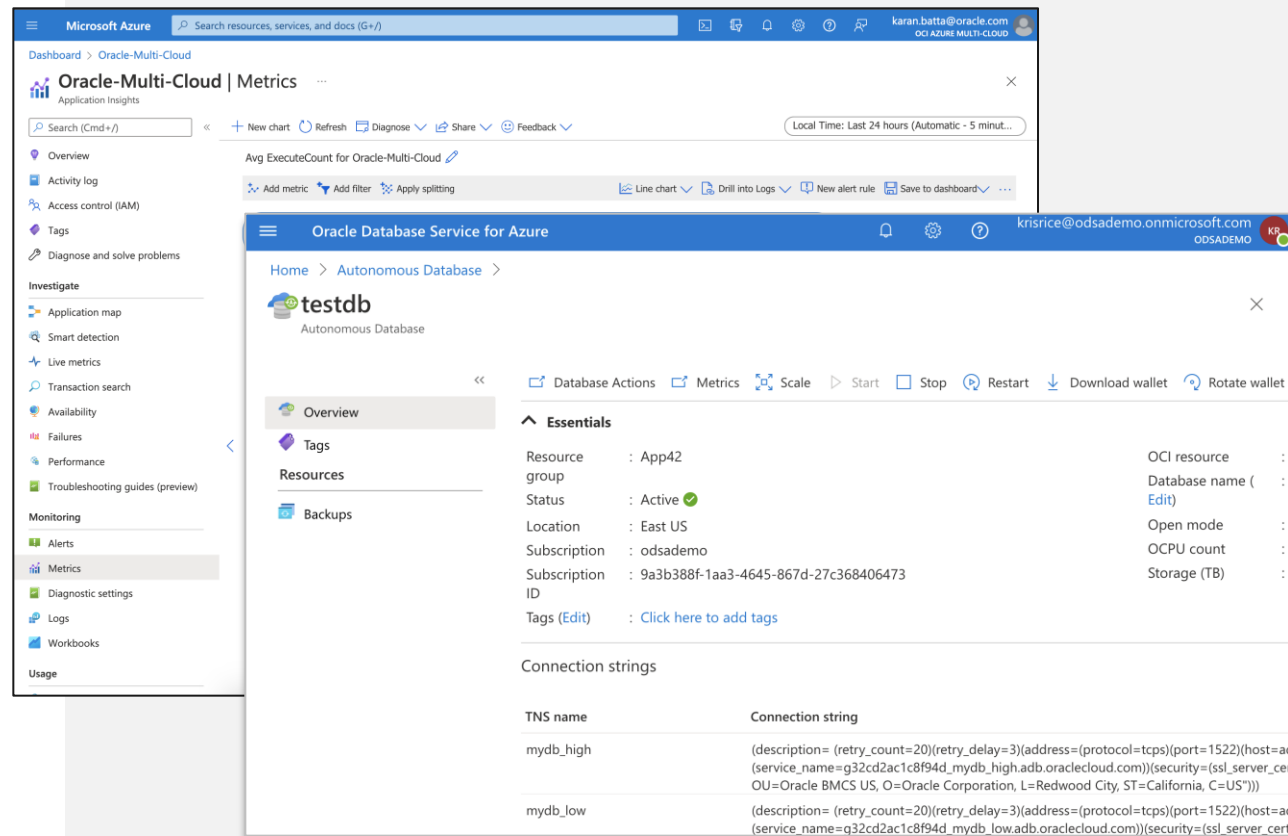 Microsoft Azure
Search resources, services, and docs (G+/)
karan.batta@oracle.com
OCI AZURE MULTI-CLOUD
Dashboard > Oracle-Multi-Cloud
Oracle-Multi-Cloud | Metrics ...
Application Insights
Search (Cmd+/)
«
New chart Refresh Diagnose Share Feedback
Local Time: Last 24 hours (Automatic - 5 minut...
Overview
Activity log
Access control (IAM)
Tags
Diagnose and solve problems
Investigate
Application map
Smart detection
Live metrics
Transaction search
Availability
Failures
Performance
Troubleshooting guides (preview)
Monitoring
Alerts
Metrics
Diagnostic settings
Logs
Workbooks
Usage
Avg ExecuteCount for Oracle-Multi-Cloud
Add metric Add filter Apply splitting
Line chart Drill into Logs New alert rule Save to dashboard ...
Oracle Database Service for Azure
krisrice@odsademo.onmicrosoft.com
ODSADEMO
KR
Home > Autonomous Database >
testdb
Autonomous Database
«
Database Actions Metrics Scale Start Stop Restart Download wallet Rotate wallet
Overview
Tags
Resources
Backups
Essentials
Resource group : App42
Status : Active
Location : East US
Subscription : odsademo
Subscription ID : 9a3b388f-1aa3-4645-867d-27c368406473
Tags (Edit) : Click here to add tags
OCI resource :
Database name ( Edit) :
Open mode :
OCPU count :
Storage (TB) :
Connection strings
TNS name Connection string
mydb_high
(description= (retry_count=20)(retry_delay=3)(address=(protocol=tcps)(port=1522)(host=
(service_name=g32cd2ac1c8f94d_mydb_high.adb.oraclecloud.com))(security=(ssl_server_
OU=Oracle BMCS US, O=Oracle Corporation, L=Redwood City, ST=California, C=US")))
mydb_low
(description= (retry_count=20)(retry_delay=3)(address=(protocol=tcps)(port=1522)(host=
(service_name=g32cd2ac1c8f94d_mydb_low.adb.oraclecloud.com))(security=(ssl_server_cert